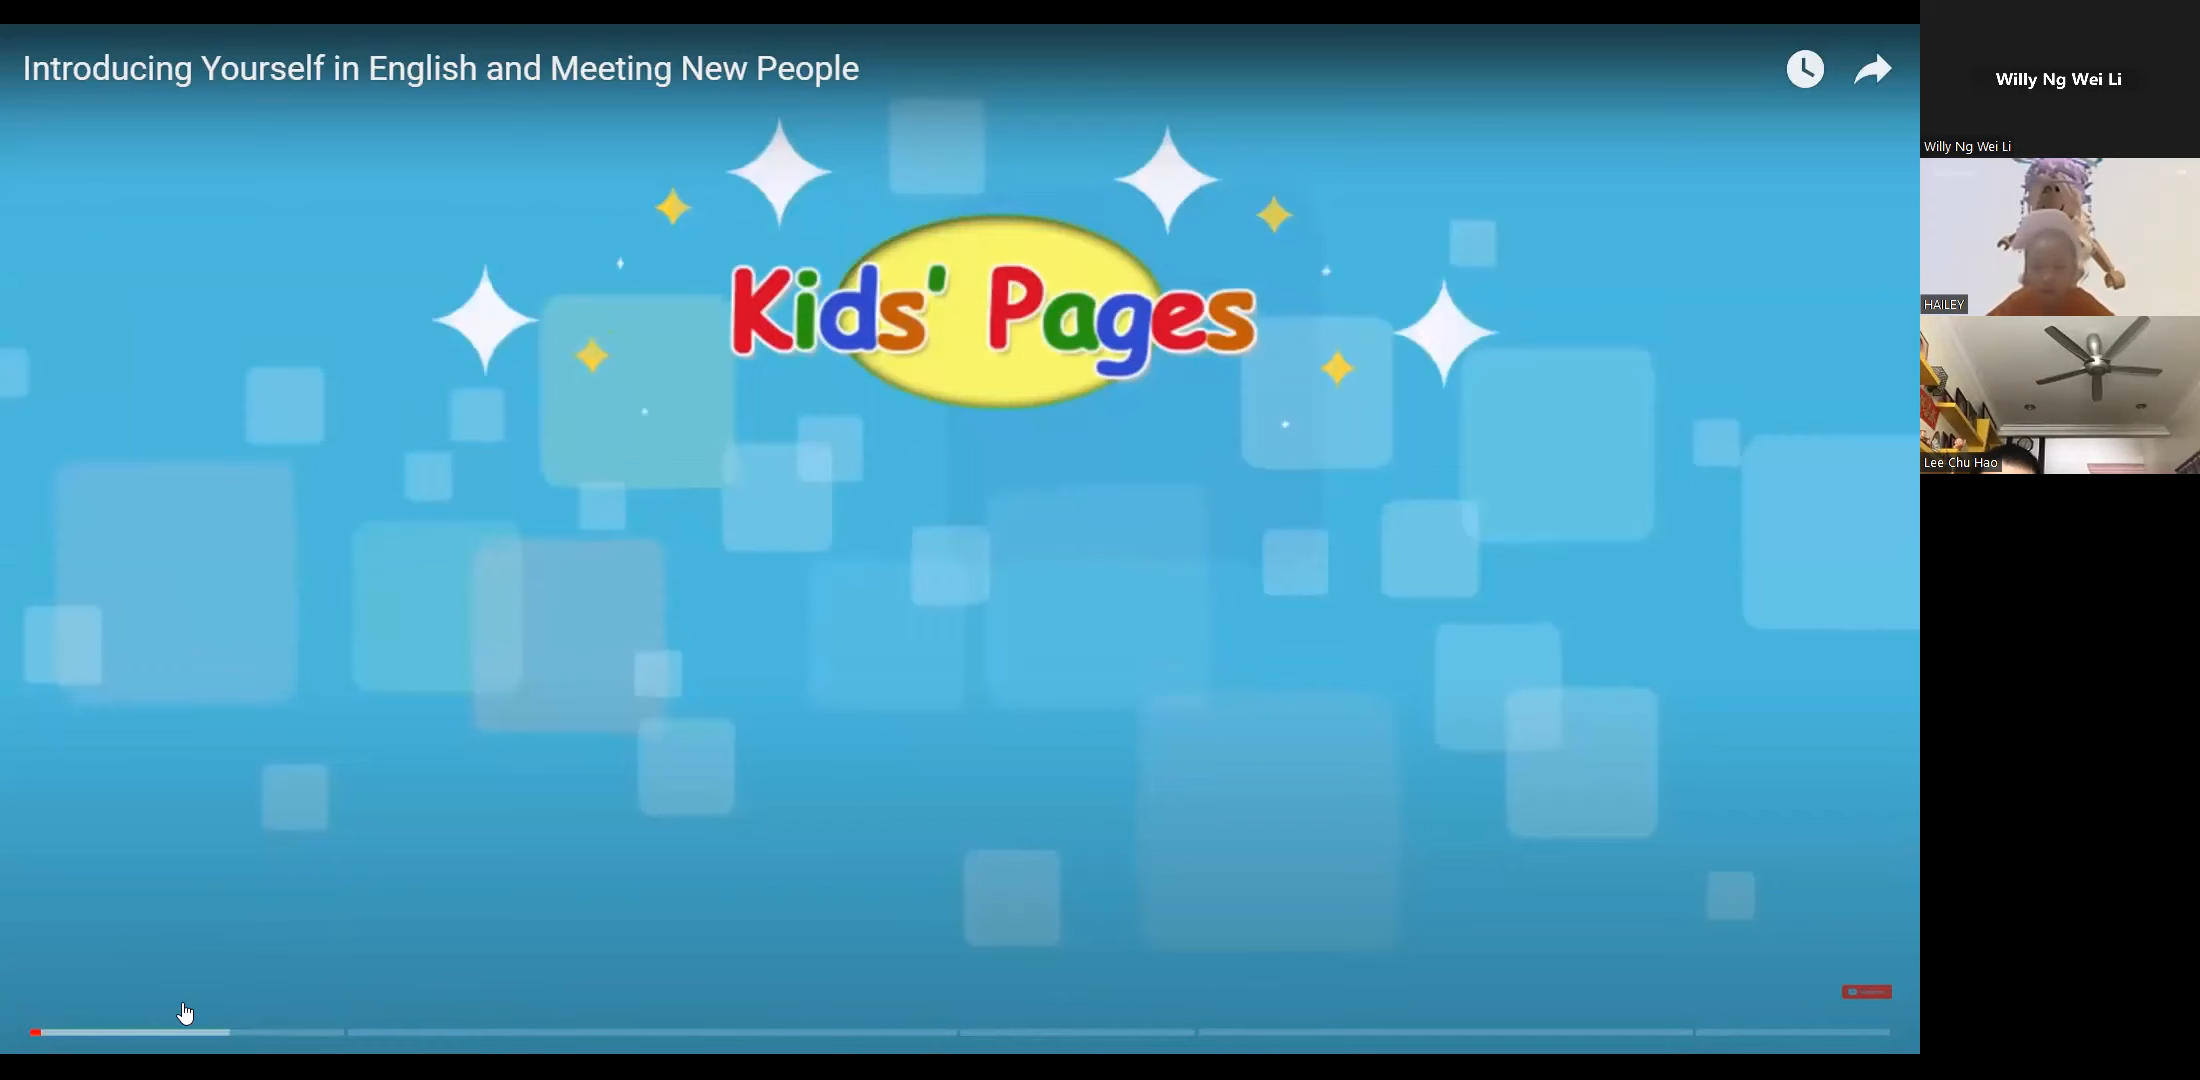 Introducing Yourself in English and Meeting New People
Kids' Pages
Willy Ng Wei Li
Willy Ng Wei Li
HAILEY
Lee Chu Hao